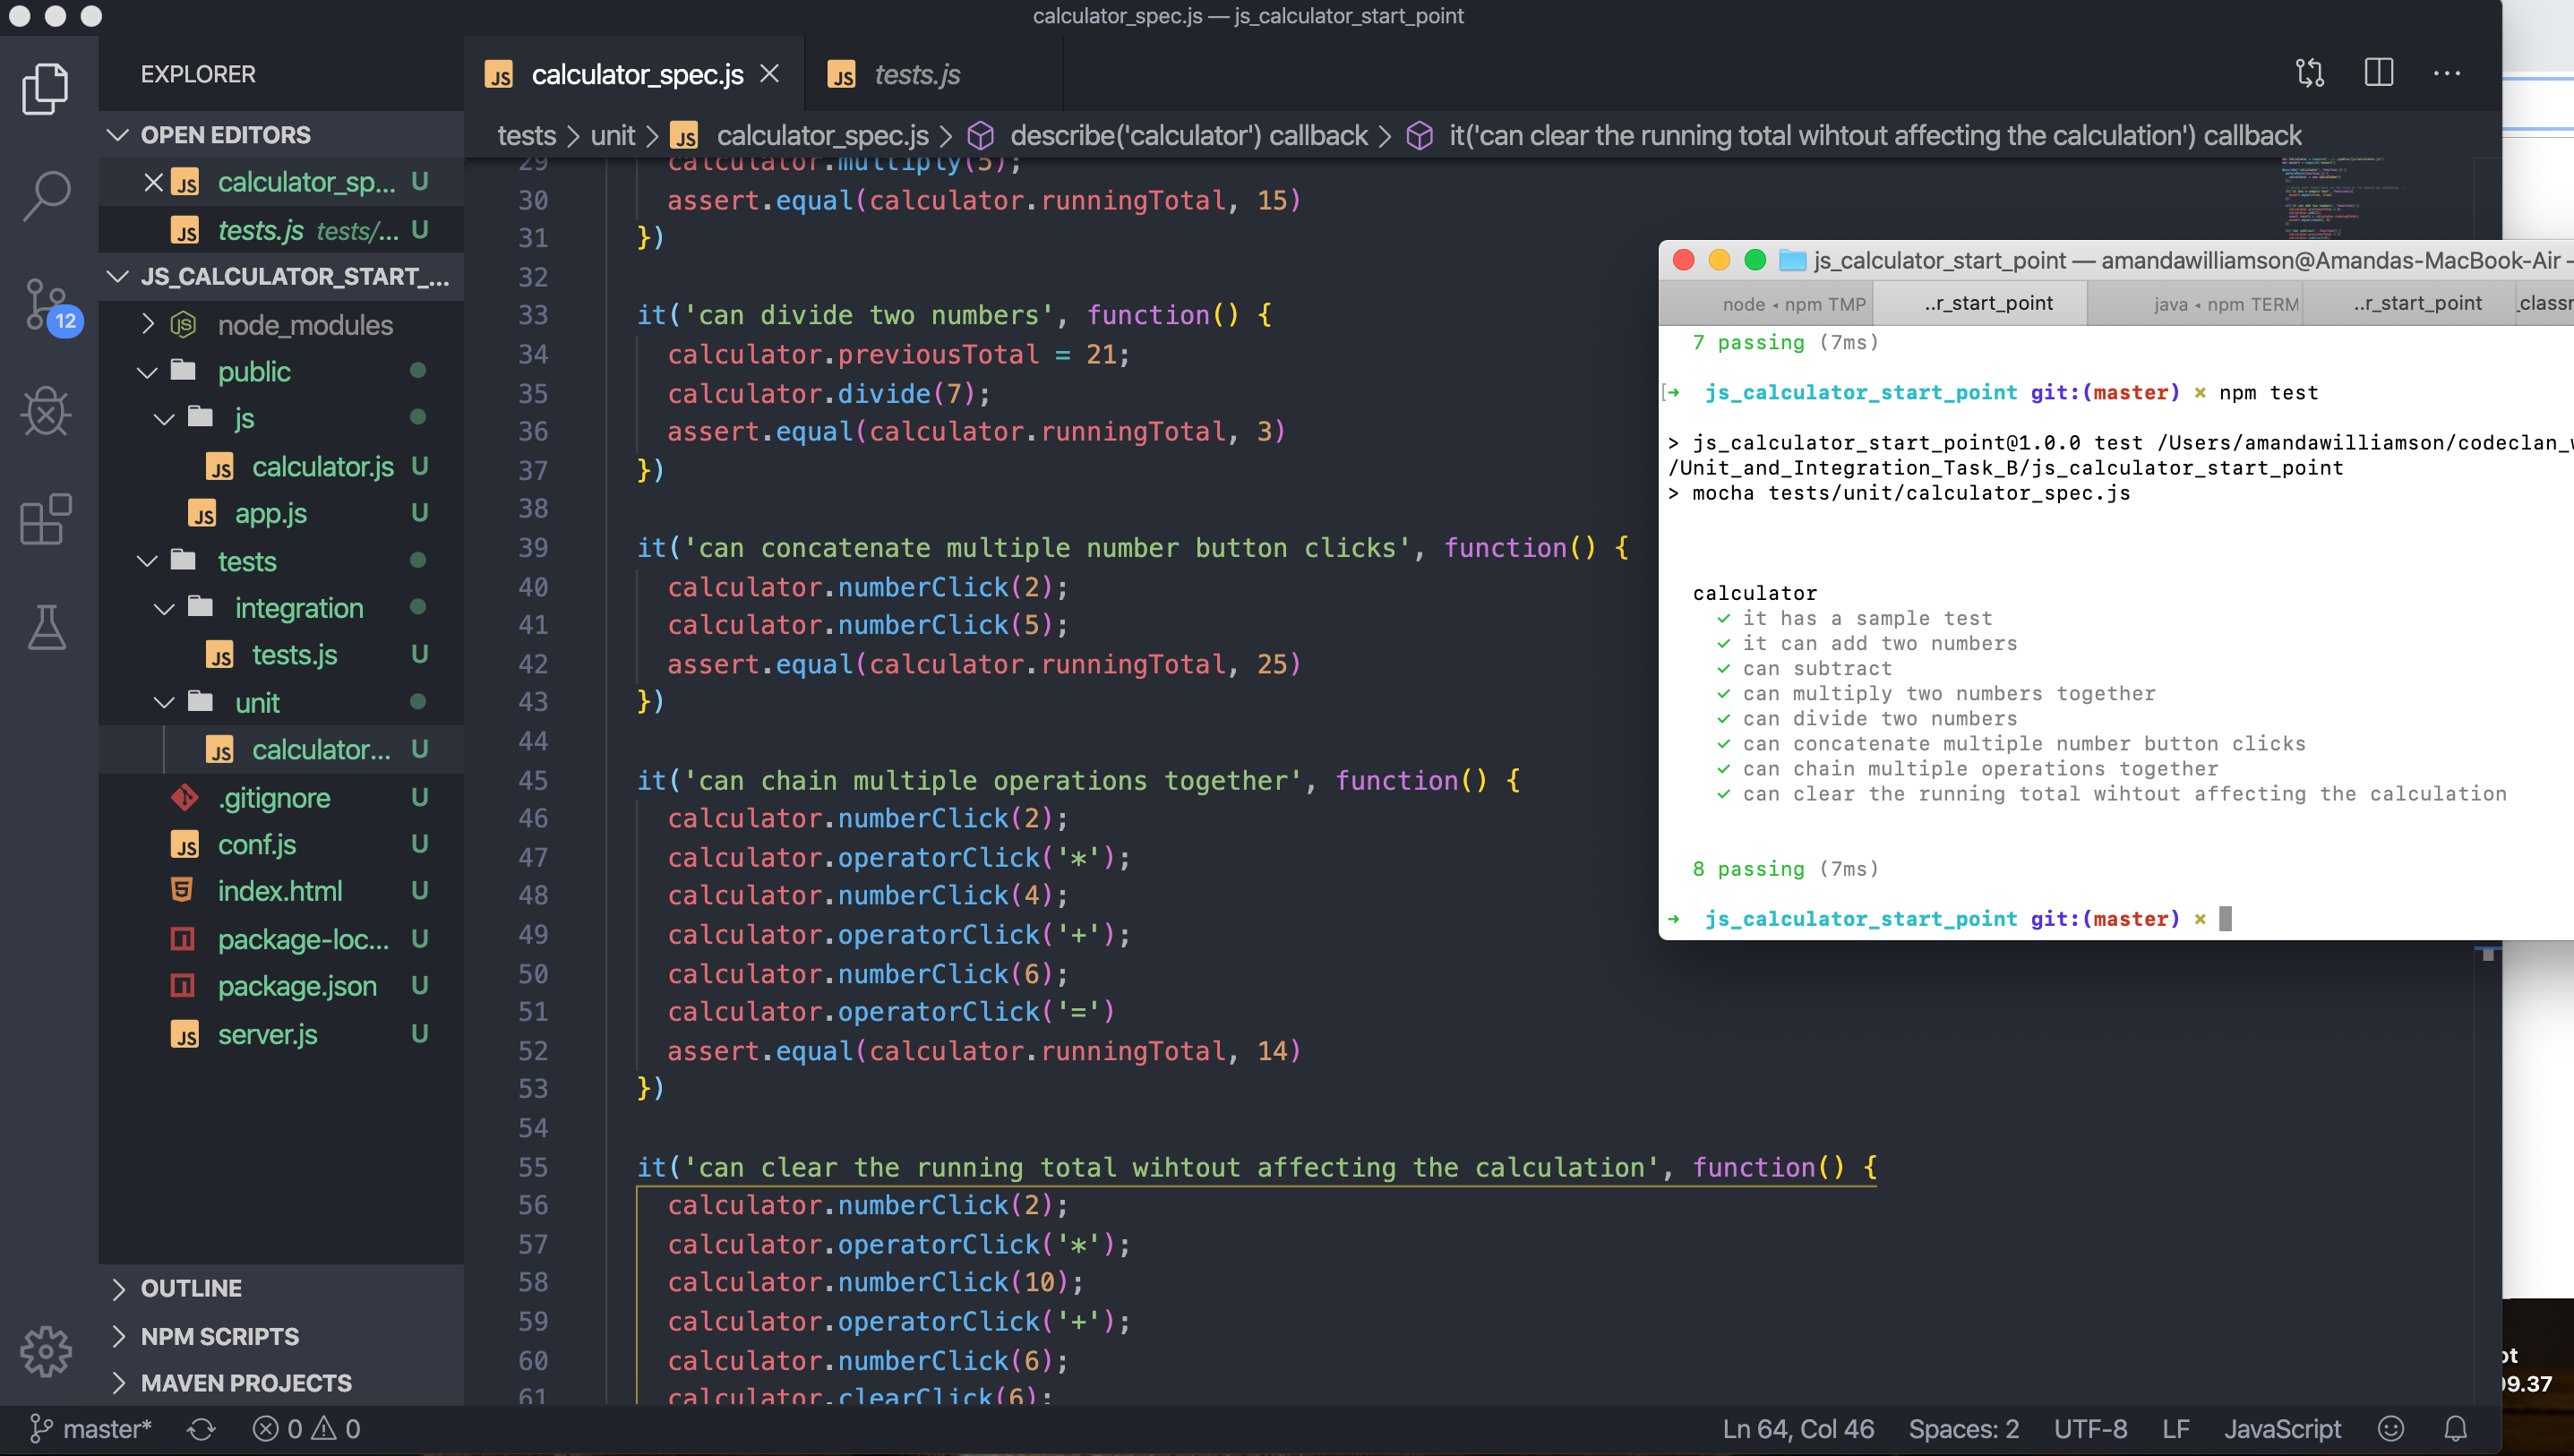 calculator_spec.js — js_calculator_start_point
EXPLORER
OPEN EDITORS
calculator_sp... U
tests.js tests/... U
JS_CALCULATOR_START_...
node_modules
public
js
calculator.js U
app.js U
tests
integration
tests.js U
unit
calculator... U
.gitignore U
conf.js U
index.html U
package-loc... U
package.json U
server.js U
OUTLINE
NPM SCRIPTS
MAVEN PROJECTS
12
calculator_spec.js
tests.js
tests > unit > calculator_spec.js > describe('calculator') callback > it('can clear the running total wihtout affecting the calculation') callback
29 calculator.multiply(5);
30 assert.equal(calculator.runningTotal, 15)
31 })
32
33 it('can divide two numbers', function() {
34 calculator.previousTotal = 21;
35 calculator.divide(7);
36 assert.equal(calculator.runningTotal, 3)
37 })
38
39 it('can concatenate multiple number button clicks', function() {
40 calculator.numberClick(2);
41 calculator.numberClick(5);
42 assert.equal(calculator.runningTotal, 25)
43 })
44
45 it('can chain multiple operations together', function() {
46 calculator.numberClick(2);
47 calculator.operatorClick('*');
48 calculator.numberClick(4);
49 calculator.operatorClick('+');
50 calculator.numberClick(6);
51 calculator.operatorClick('=')
52 assert.equal(calculator.runningTotal, 14)
53 })
54
55 it('can clear the running total wihtout affecting the calculation', function() {
56 calculator.numberClick(2);
57 calculator.operatorClick('*');
58 calculator.numberClick(10);
59 calculator.operatorClick('+');
60 calculator.numberClick(6);
61 calculator.clearClick(6);
js_calculator_start_point — amandawilliamson@Amandas-MacBook-Air –
node ◂ npm TMP
..r_start_point
java ◂ npm TERM
..r_start_point
7 passing (7ms)
[➜ js_calculator_start_point git:(master) × npm test
> js_calculator_start_point@1.0.0 test /Users/amandawilliamson/codeclan_
/Unit_and_Integration_Task_B/js_calculator_start_point
> mocha tests/unit/calculator_spec.js
calculator
✓ it has a sample test
✓ it can add two numbers
✓ can subtract
✓ can multiply two numbers together
✓ can divide two numbers
✓ can concatenate multiple number button clicks
✓ can chain multiple operations together
✓ can clear the running total wihtout affecting the calculation
8 passing (7ms)
➜ js_calculator_start_point git:(master) ×
9.37
master*
0
0
Ln 64, Col 46
Spaces: 2
UTF-8
LF
JavaScript